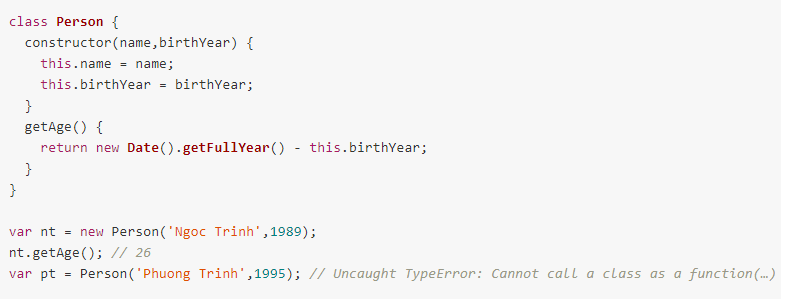 class Person {
  constructor(name,birthYear) {
    this.name = name;
    this.birthYear = birthYear;
  }
  getAge() {
    return new Date().getFullYear() - this.birthYear;
  }
}

var nt = new Person('Ngoc Trinh',1989);
nt.getAge(); // 26
var pt = Person('Phuong Trinh',1995); // Uncaught TypeError: Cannot call a class as a function(…)